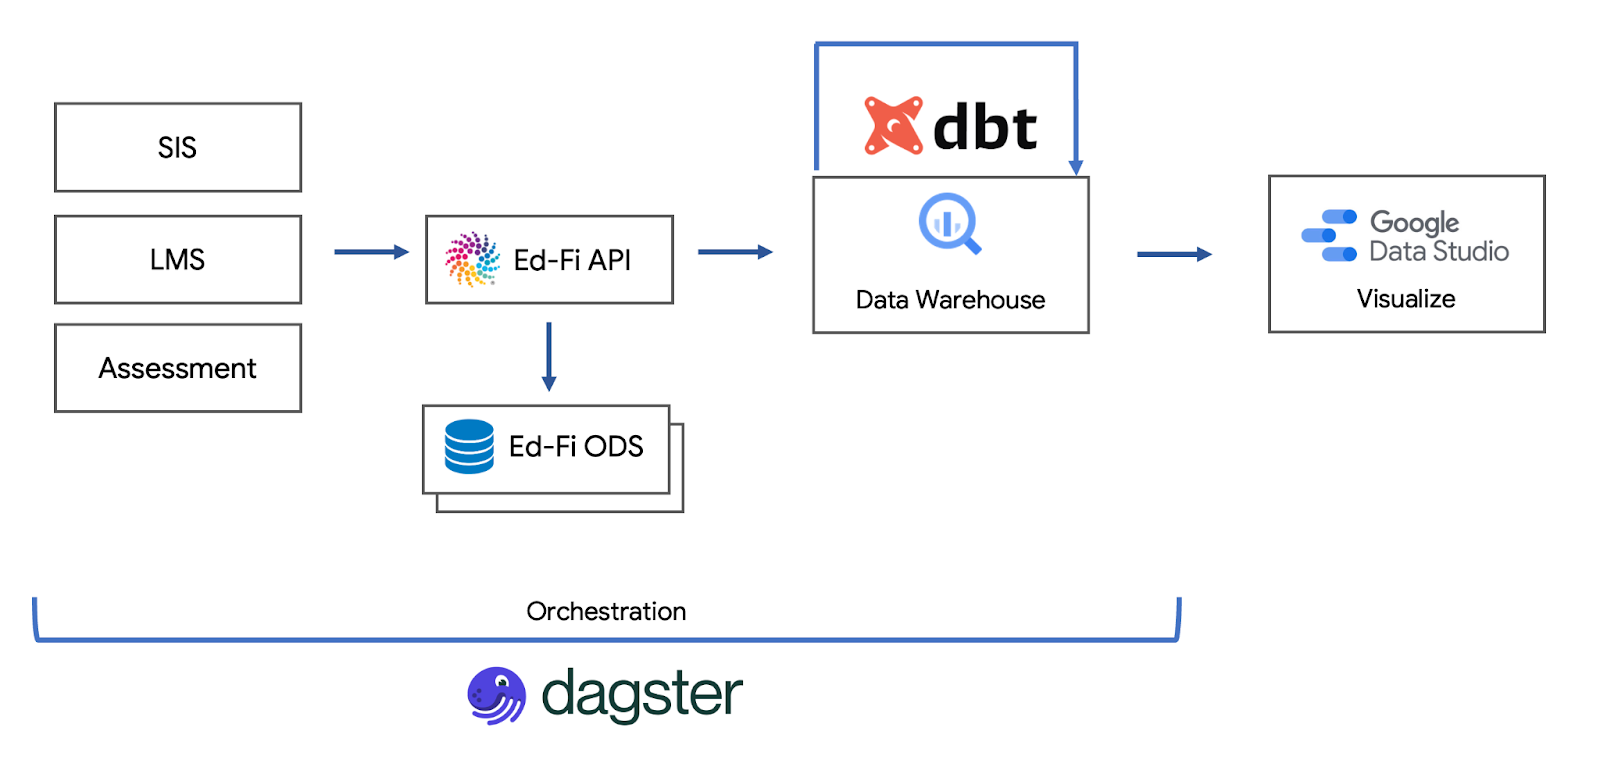 SIS
LMS
Assessment
Ed-Fi API
Ed-Fi ODS
dbt
Data Warehouse
Google
Data Studio
Visualize
Orchestration
dagster